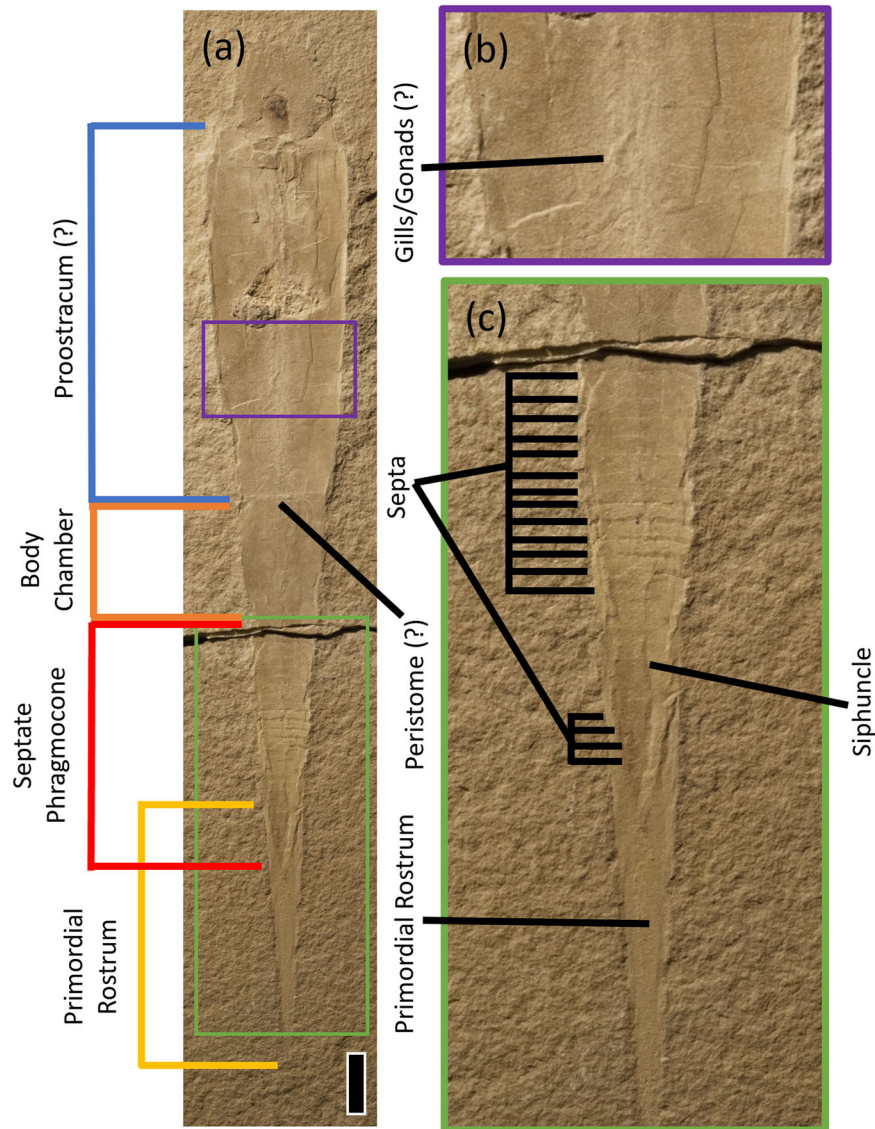 (a)
Proostracum (?)
Body
Chamber
Septate
Phragmocone
Primordial
Rostrum
Peristome (?)
(b)
Gills/Gonads (?)
(c)
Septa
Siphuncle
Primordial Rostrum